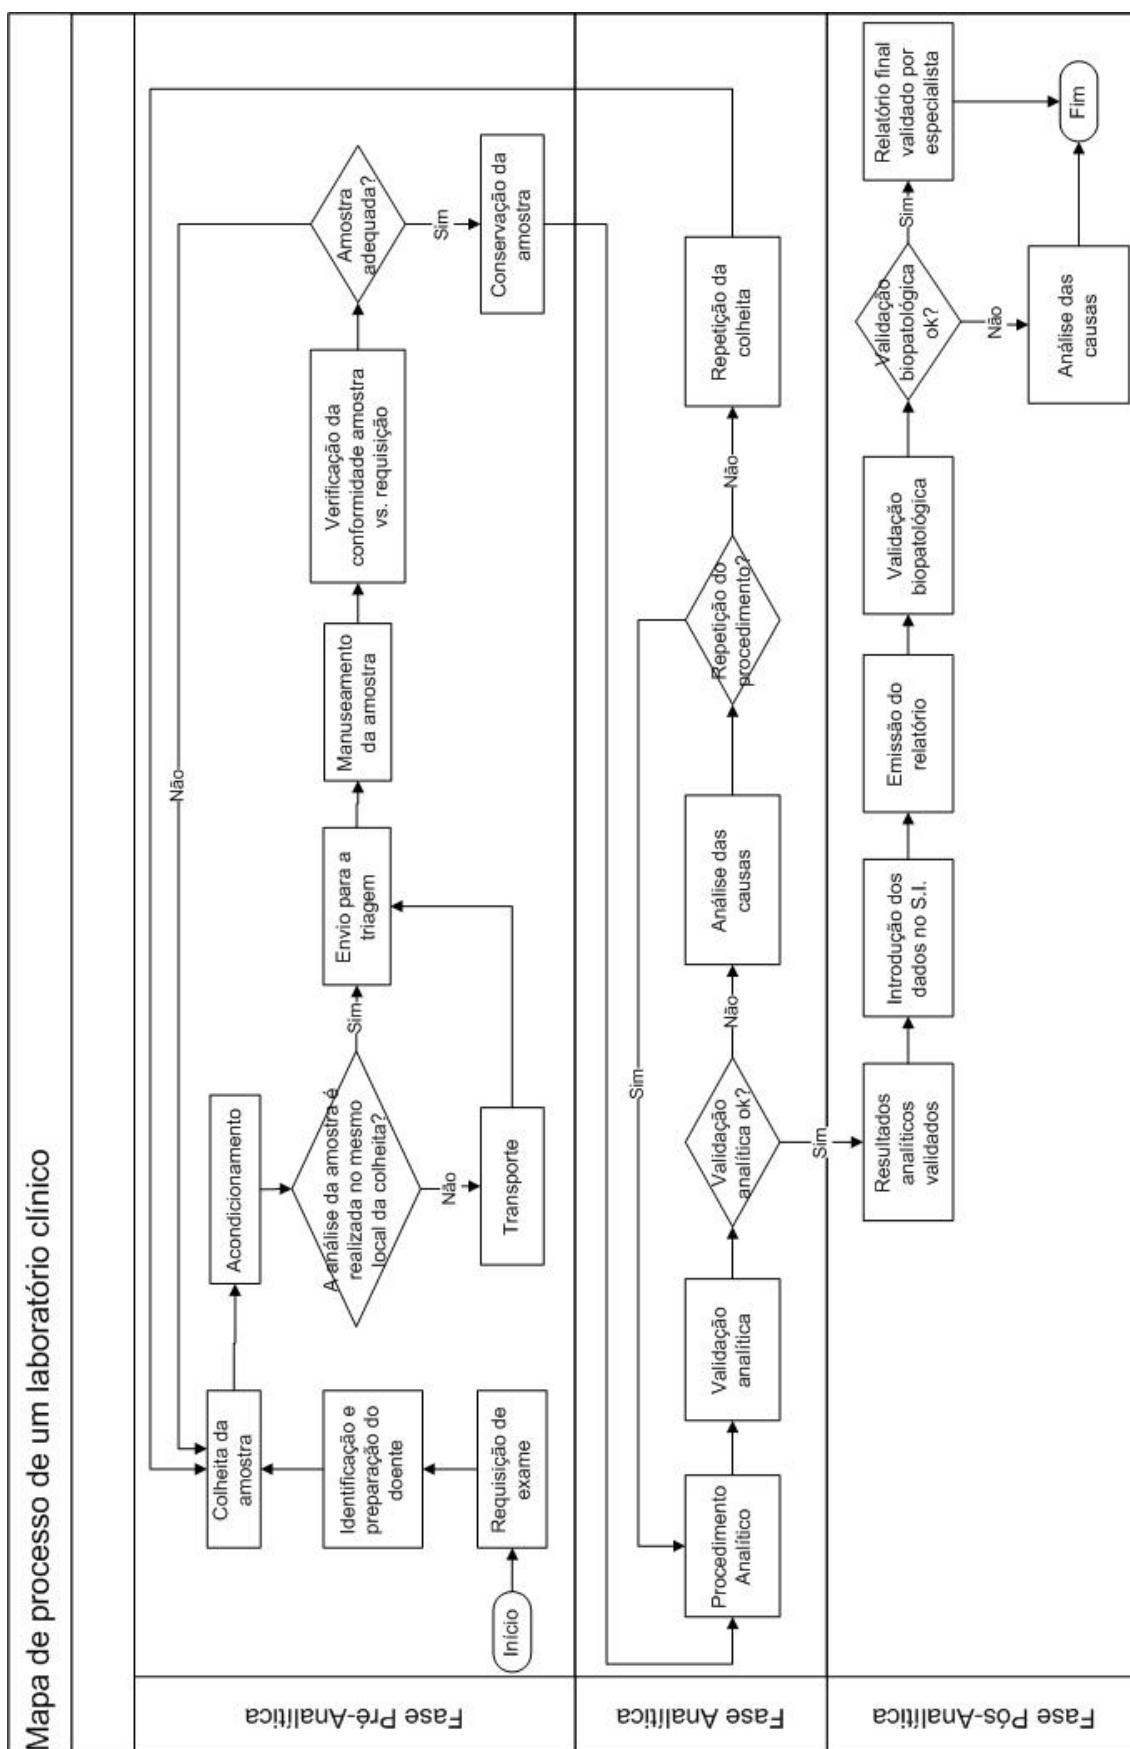 Mapa de processo de um laboratório clínico
Fase Pré-Analítica
Início
Requisição de
exame
Identificação e
preparação do
doente
Colheita da
amostra
Acondicionamento
A análise da amostra é
realizada no mesmo
local da colheita?
Não
Transporte
Sim
Envio para a
triagem
Manuseamento
da amostra
Verificação da
conformidade amostra
vs. requisição
Amostra
adequada?
Não
Sim
Conservação da
amostra
Fase Analítica
Procedimento
Analítico
Validação
analítica
Validação
analítica ok?
Sim
Não
Análise das
causas
Repetição do
procedimento?
Sim
Não
Repetição da
colheita
Fase Pós-Analítica
Resultados
analíticos
validados
Introdução dos
dados no S.I.
Emissão do
relatório
Validação
biopatológica
Validação
biopatológica
ok?
Sim
Não
Relatório final
validado por
especialista
Análise das
causas
Fim